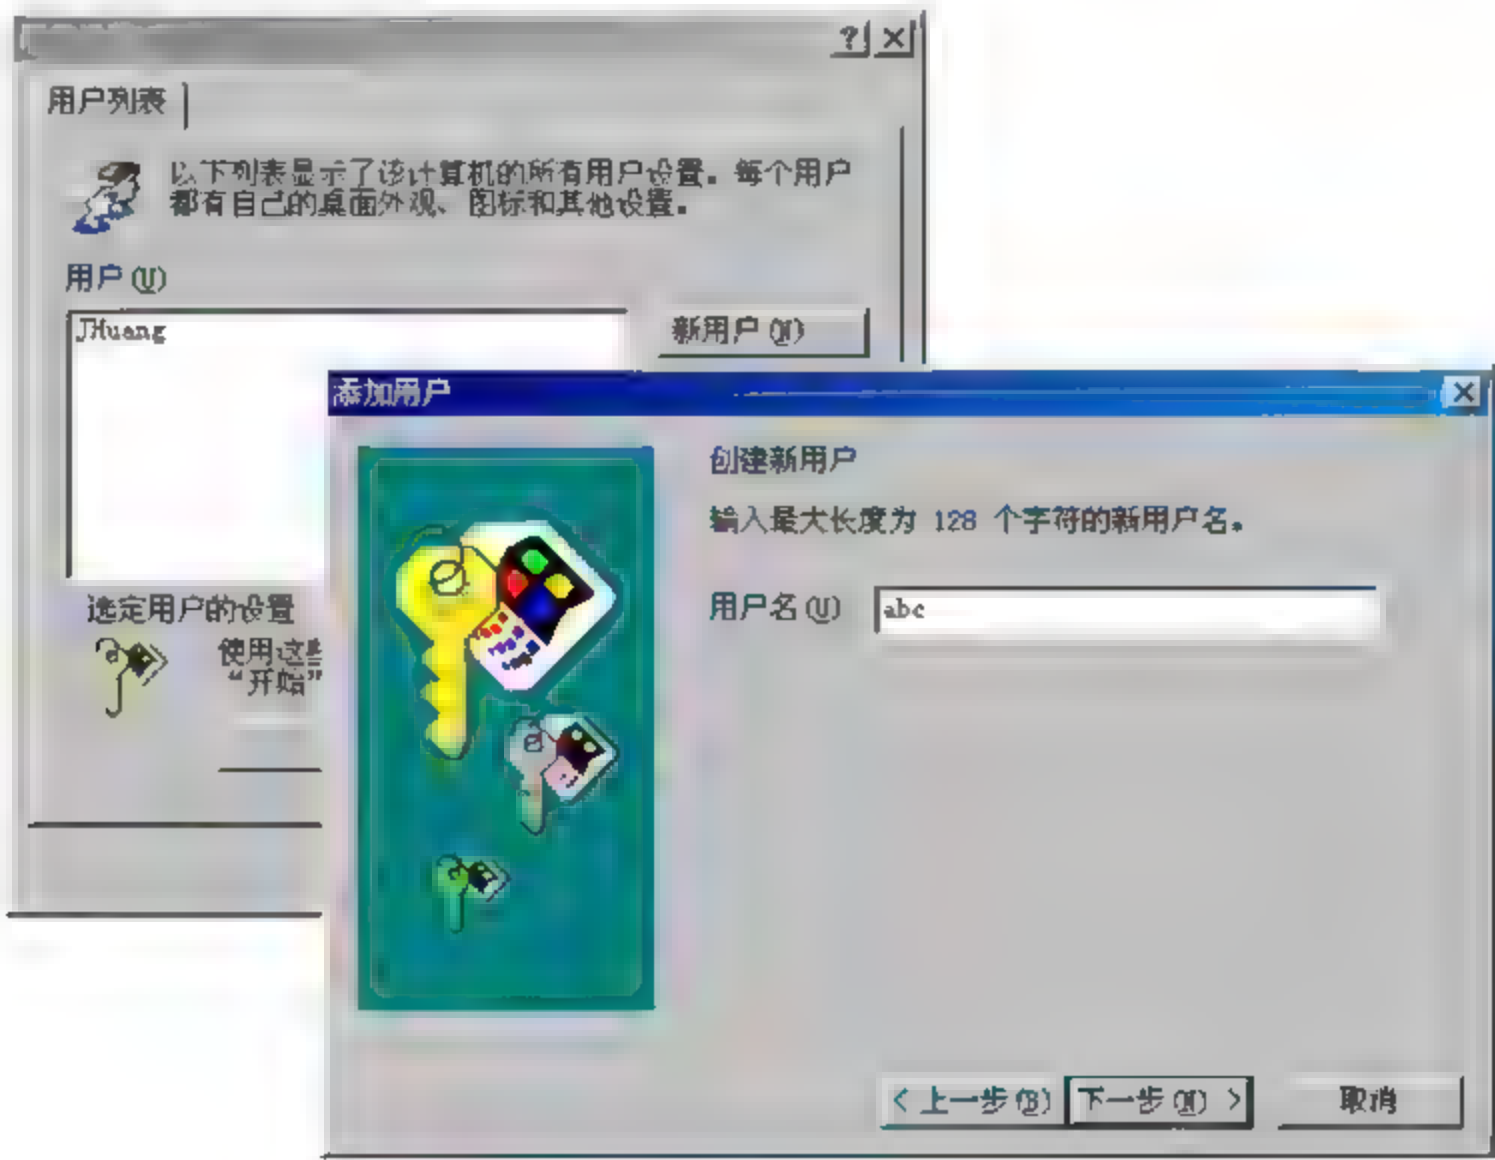 用户列表
以下列表显示了该计算机的所有用户设置。每个用户
都有自己的桌面外观、图标和其他设置。
用户(U)
JHuang
新用户(N)
选定用户的设置
使用这些
“开始”
添加用户
创建新用户
输入最大长度为 128 个字符的新用户名。
用户名(U)
abc
< 上一步(B)
下一步(N) >
取消